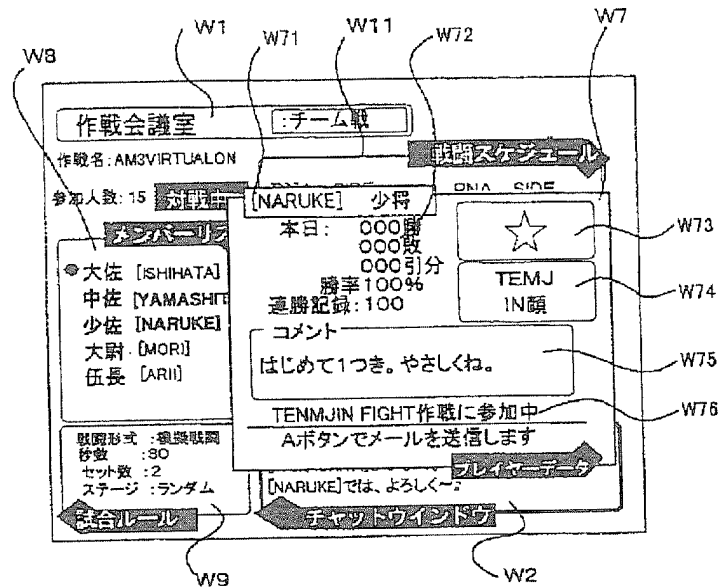 W8
W1
W71
W11
W72
W7
作戦会議室 :チーム戦
作戦名:AM3VIRTUALON
戦闘スケジュール
参加人数: 15 対戦中
RNA SIDE
メンバーリス
●大佐 [ISHIHATA]
中佐 [YAMASHIT
少佐 [NARUKE]
大尉 [MORI]
伍長 [ARII]
[NARUKE] 少将
本日: 000勝
000敗
000引分
勝率100%
連勝記録:100
☆
W73
TEMJ
IN顔
W74
コメント
はじめて1つき。やさしくね。
W75
TENMJIN FIGHT作戦に参加中
W76
Aボタンでメールを送信します
プレイヤーデータ
戦闘形式 :模擬戦闘
秒数 :80
セット数 :2
ステージ :ランダム
試合ルール
[NARUKE]では、よろしく~♪
チャットウインドウ
W9
W2